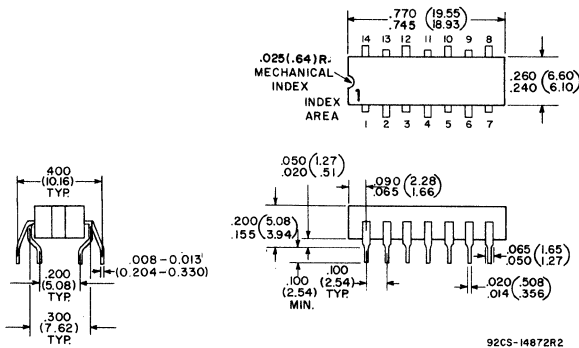 .770 (19.55)
.745 (18.93)
14 13 12 11 10 9 8
.025(.64)R
MECHANICAL
INDEX
INDEX
AREA
1
1 2 3 4 5 6 7
.260 (6.60)
.240 (6.10)
.400
(10.16)
TYP.
.008-0.013
(0.204-0.330)
.200
(5.08)
TYP.
.300
(7.62)
TYP.
.050 (1.27)
.020 (.51)
.090 (2.28)
.065 (1.66)
.200 (5.08)
.155 (3.94)
.100
(2.54)
MIN.
.100
(2.54)
TYP.
.065 (1.65)
.050 (1.27)
.020 (.508)
.014 (.356)
92CS-14872R2